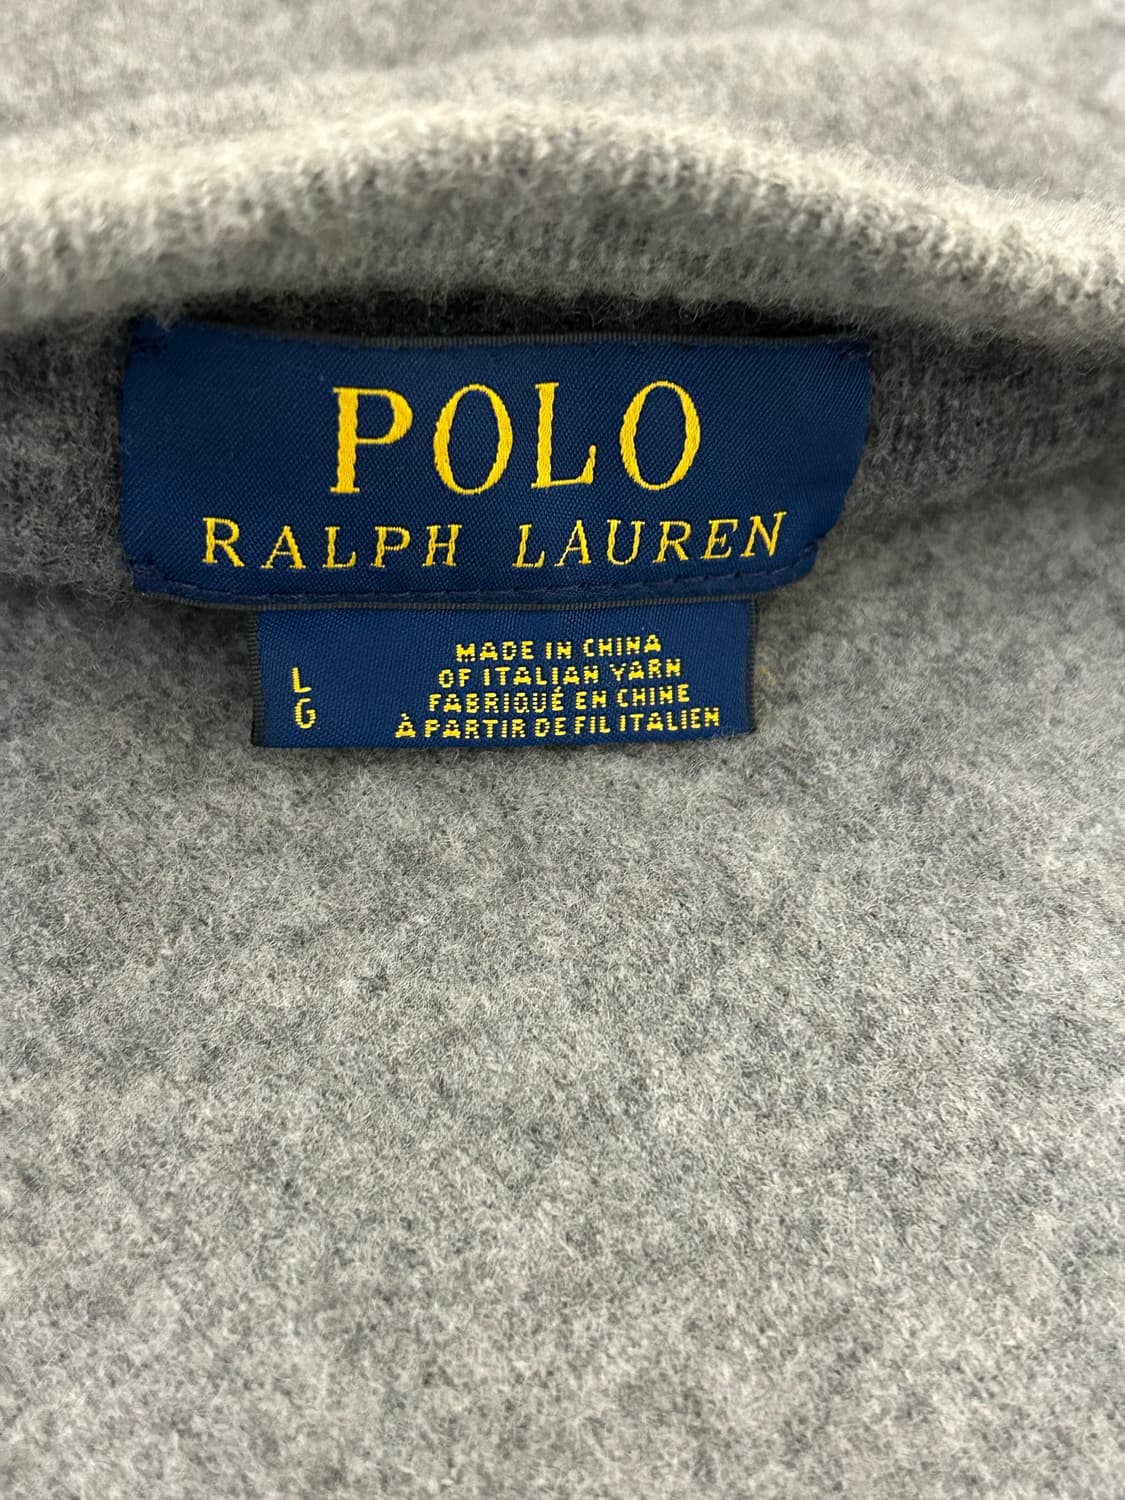 POLO
RALPH LAUREN
L
G
MADE IN CHINA
OF ITALIAN YARN
FABRIQUÉ EN CHINE
À PARTIR DE FIL ITALIEN